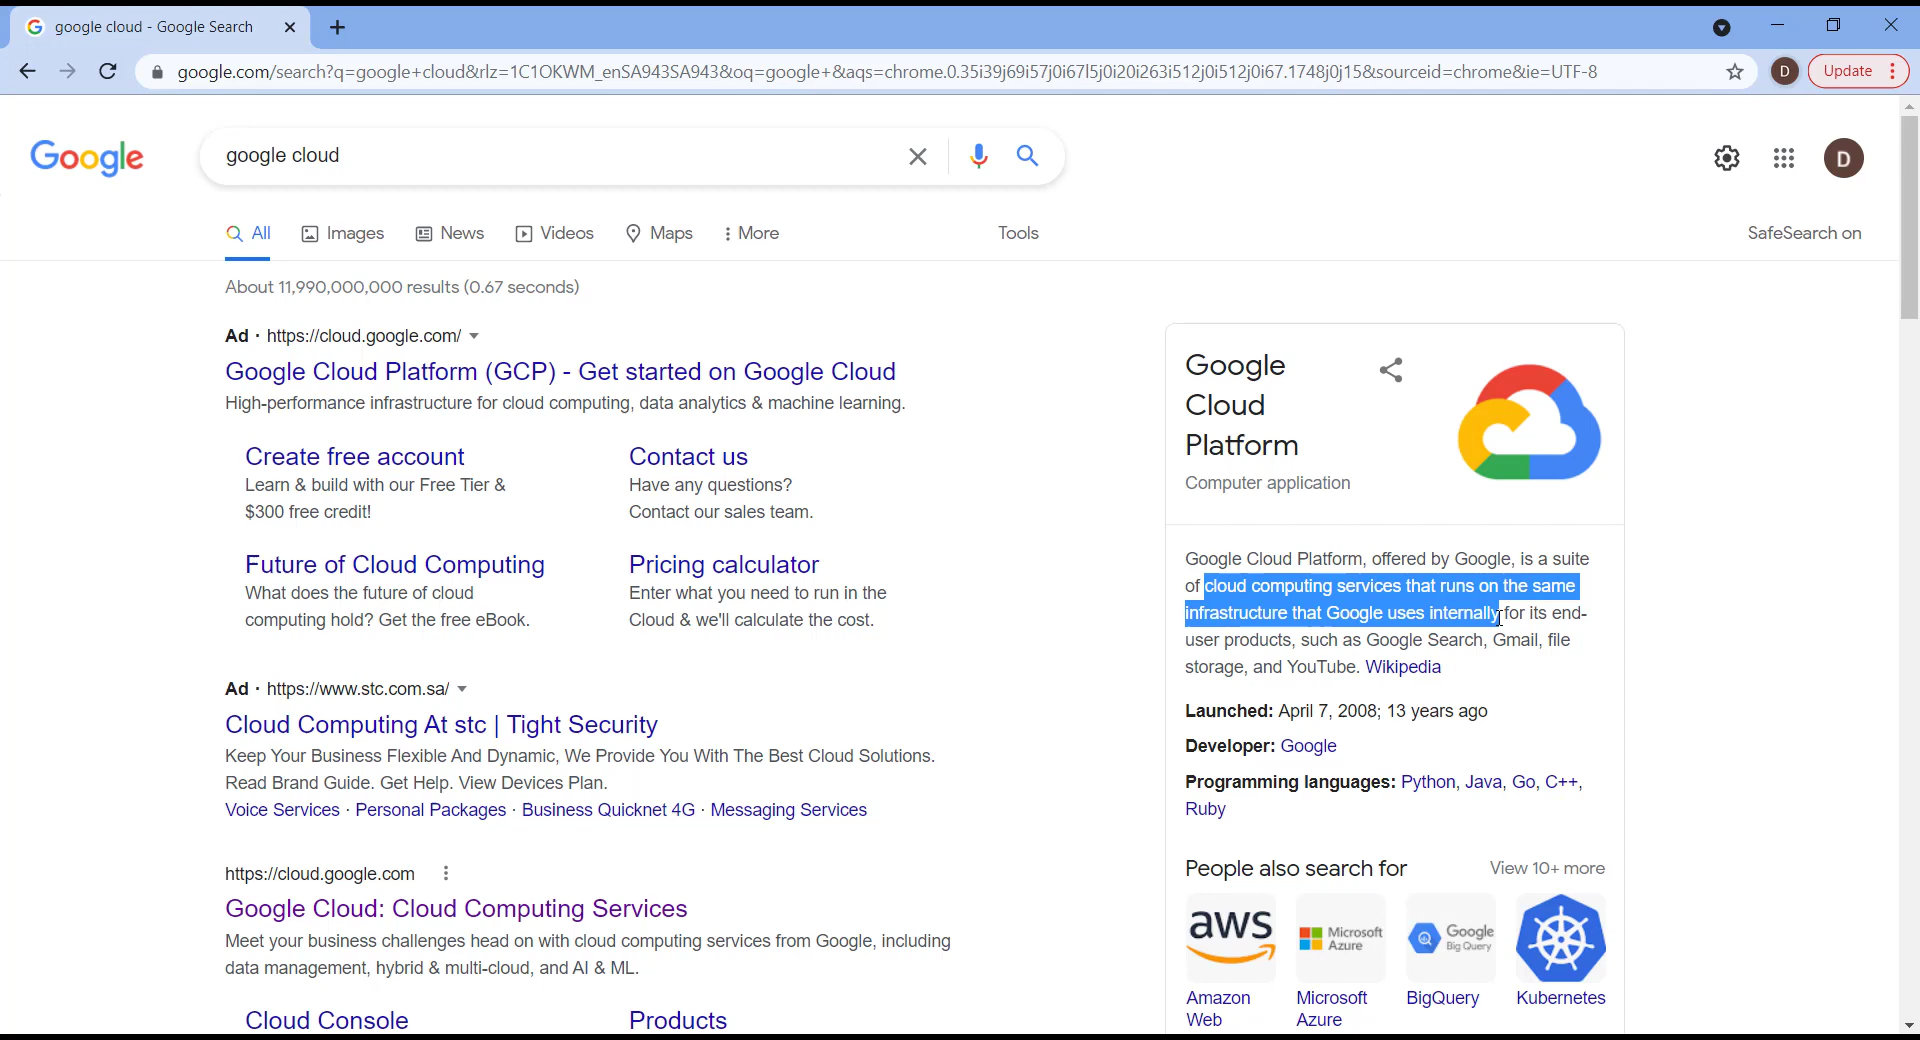 google cloud - Google Search
google.com/search?q=google+cloud&rlz=1C1OKWM_enSA943SA943&oq=google+&aqs=chrome.0.35i39j69i57j0i67l5j0i20i263i512j0i512j0i67.1748j0j15&sourceid=chrome&ie=UTF-8
D
Update
Google
google cloud
D
All
Images
News
Videos
Maps
More
Tools
SafeSearch on
About 11,990,000,000 results (0.67 seconds)
Ad · https://cloud.google.com/
Google Cloud Platform (GCP) - Get started on Google Cloud
High-performance infrastructure for cloud computing, data analytics & machine learning.
Create free account
Learn & build with our Free Tier &
$300 free credit!
Contact us
Have any questions?
Contact our sales team.
Future of Cloud Computing
What does the future of cloud
computing hold? Get the free eBook.
Pricing calculator
Enter what you need to run in the
Cloud & we'll calculate the cost.
Ad · https://www.stc.com.sa/
Cloud Computing At stc | Tight Security
Keep Your Business Flexible And Dynamic, We Provide You With The Best Cloud Solutions.
Read Brand Guide. Get Help. View Devices Plan.
Voice Services · Personal Packages · Business Quicknet 4G · Messaging Services
https://cloud.google.com
Google Cloud: Cloud Computing Services
Meet your business challenges head on with cloud computing services from Google, including
data management, hybrid & multi-cloud, and AI & ML.
Cloud Console
Products
Google
Cloud
Platform
Computer application
Google Cloud Platform, offered by Google, is a suite
of cloud computing services that runs on the same
infrastructure that Google uses internally for its end-
user products, such as Google Search, Gmail, file
storage, and YouTube. Wikipedia
Launched: April 7, 2008; 13 years ago
Developer: Google
Programming languages: Python, Java, Go, C++,
Ruby
People also search for
View 10+ more
aws
Microsoft
Azure
Google
Big Query
Amazon
Web
Microsoft
Azure
BigQuery
Kubernetes